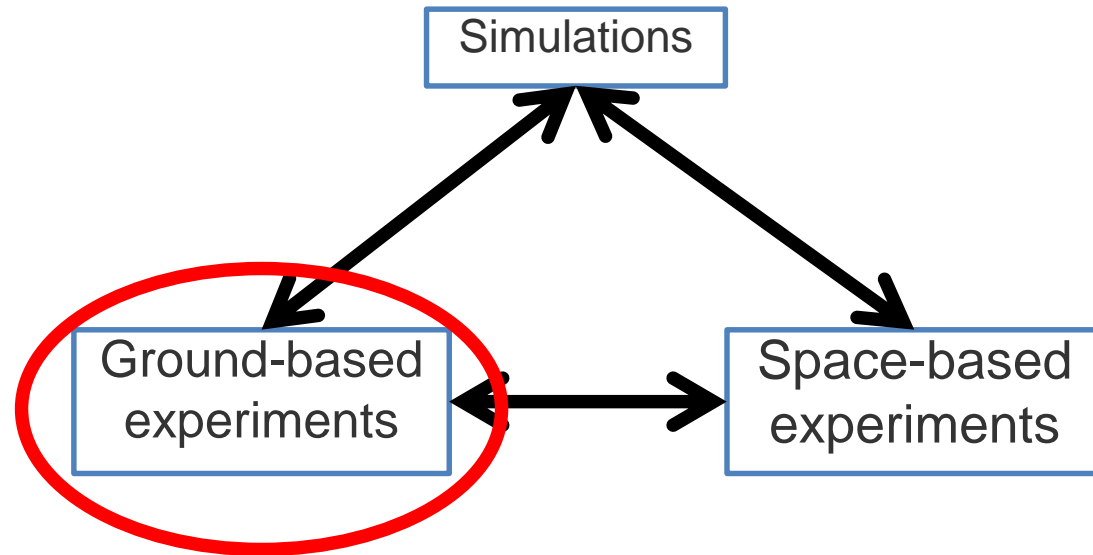 Simulations
Ground-based
experiments
Space-based
experiments